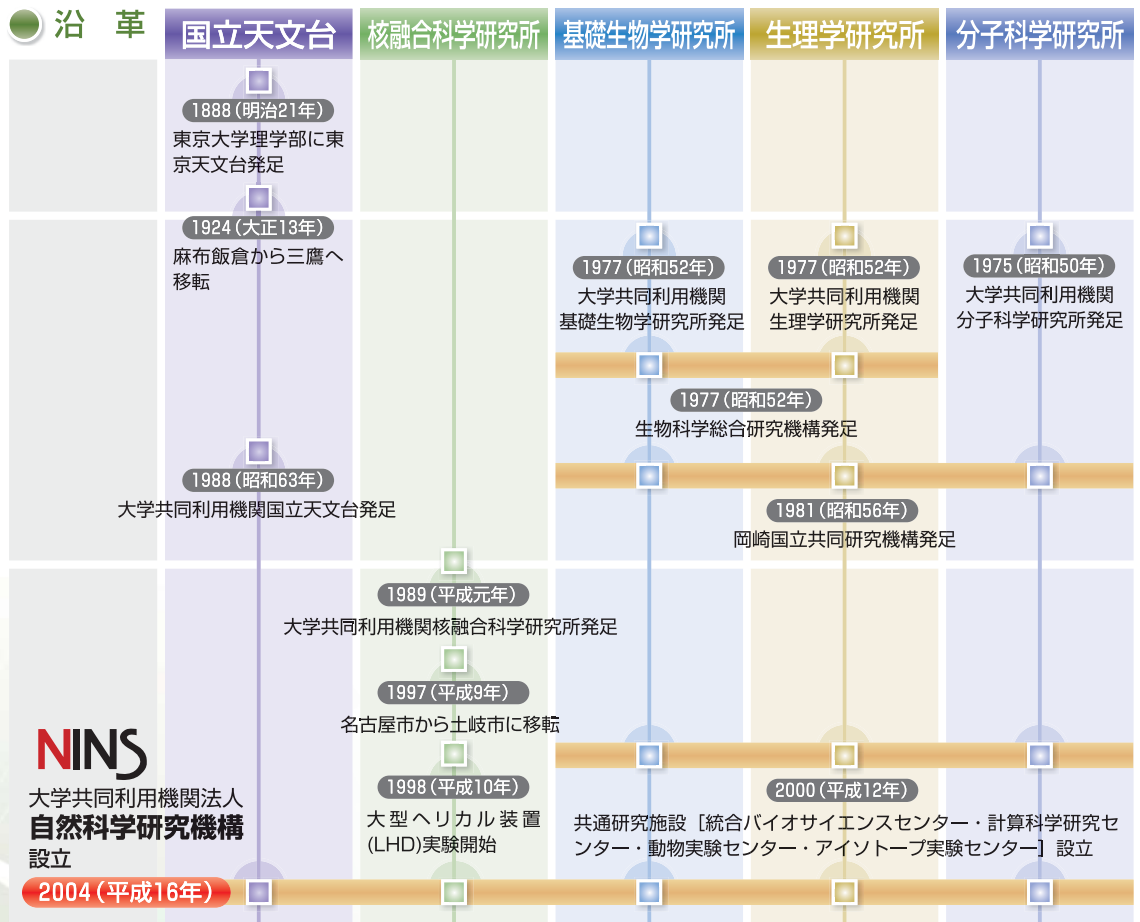 沿 革
国立天文台
核融合科学研究所
基礎生物学研究所
生理学研究所
分子科学研究所
1888(明治21年)
東京大学理学部に東
京天文台発足
1924(大正13年)
麻布飯倉から三鷹へ
移転
1977(昭和52年)
大学共同利用機関
基礎生物学研究所発足
1977(昭和52年)
大学共同利用機関
生理学研究所発足
1975(昭和50年)
大学共同利用機関
分子科学研究所発足
1977(昭和52年)
生物科学総合研究機構発足
1988(昭和63年)
大学共同利用機関国立天文台発足
1981(昭和56年)
岡崎国立共同研究機構発足
1989(平成元年)
大学共同利用機関核融合科学研究所発足
1997(平成9年)
名古屋市から土岐市に移転
1998(平成10年)
大型ヘリカル装置
(LHD)実験開始
2000(平成12年)
共通研究施設[統合バイオサイエンスセンター・計算科学研究セ
ンター・動物実験センター・アイソトープ実験センター]設立
NINS
大学共同利用機関法人
自然科学研究機構
設立
2004(平成16年)